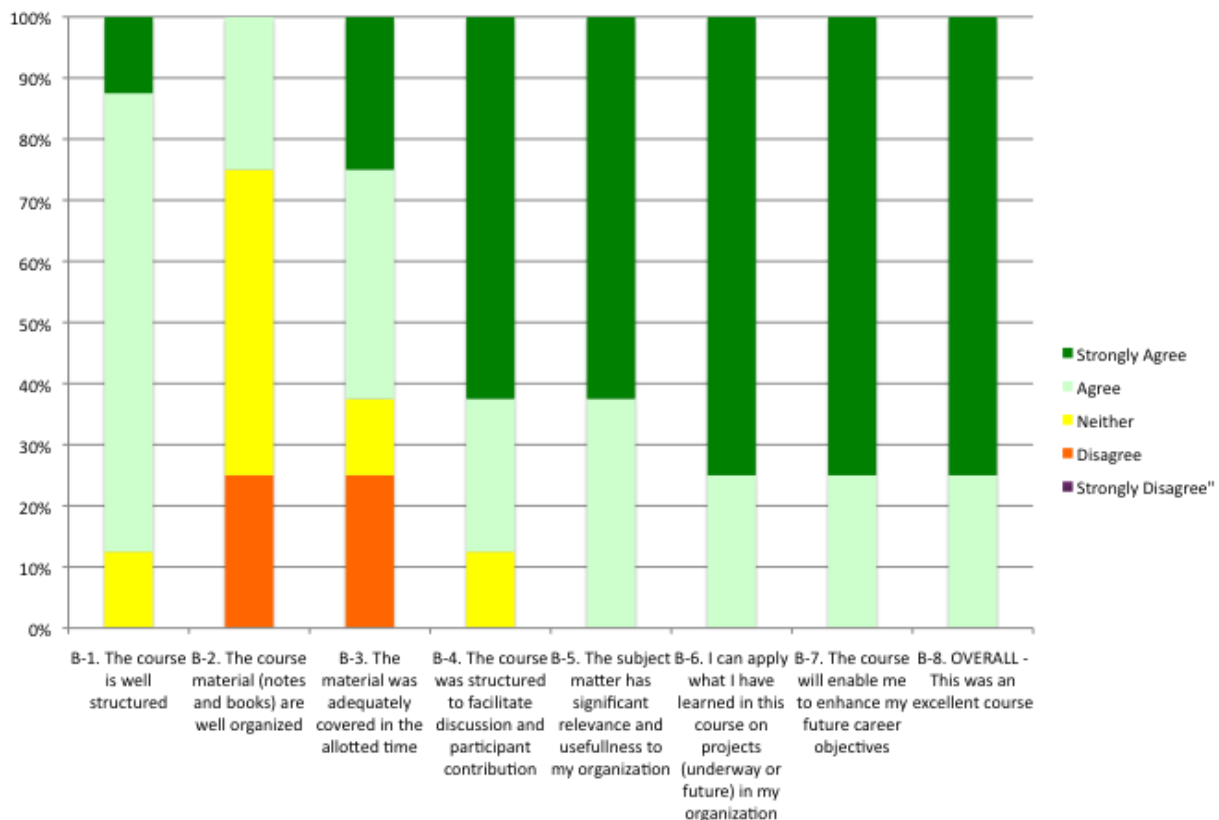 100%
90%
80%
70%
60%
50%
40%
30%
20%
10%
0%
B-1. The course
is well
structured
B-2. The course
material (notes
and books) are
well organized
B-3. The
material was
adequately
covered in the
allotted time
B-4. The course
was structured
to facilitate
discussion and
participant
contribution
B-5. The subject
matter has
significant
relevance and
usefullness to
my organization
B-6. I can apply
what I have
learned in this
course on
projects
(underway or
future) in my
organization
B-7. The course
will enable me
to enhance my
future career
objectives
B-8. OVERALL -
This was an
excellent course
Strongly Agree
Agree
Neither
Disagree
Strongly Disagree"